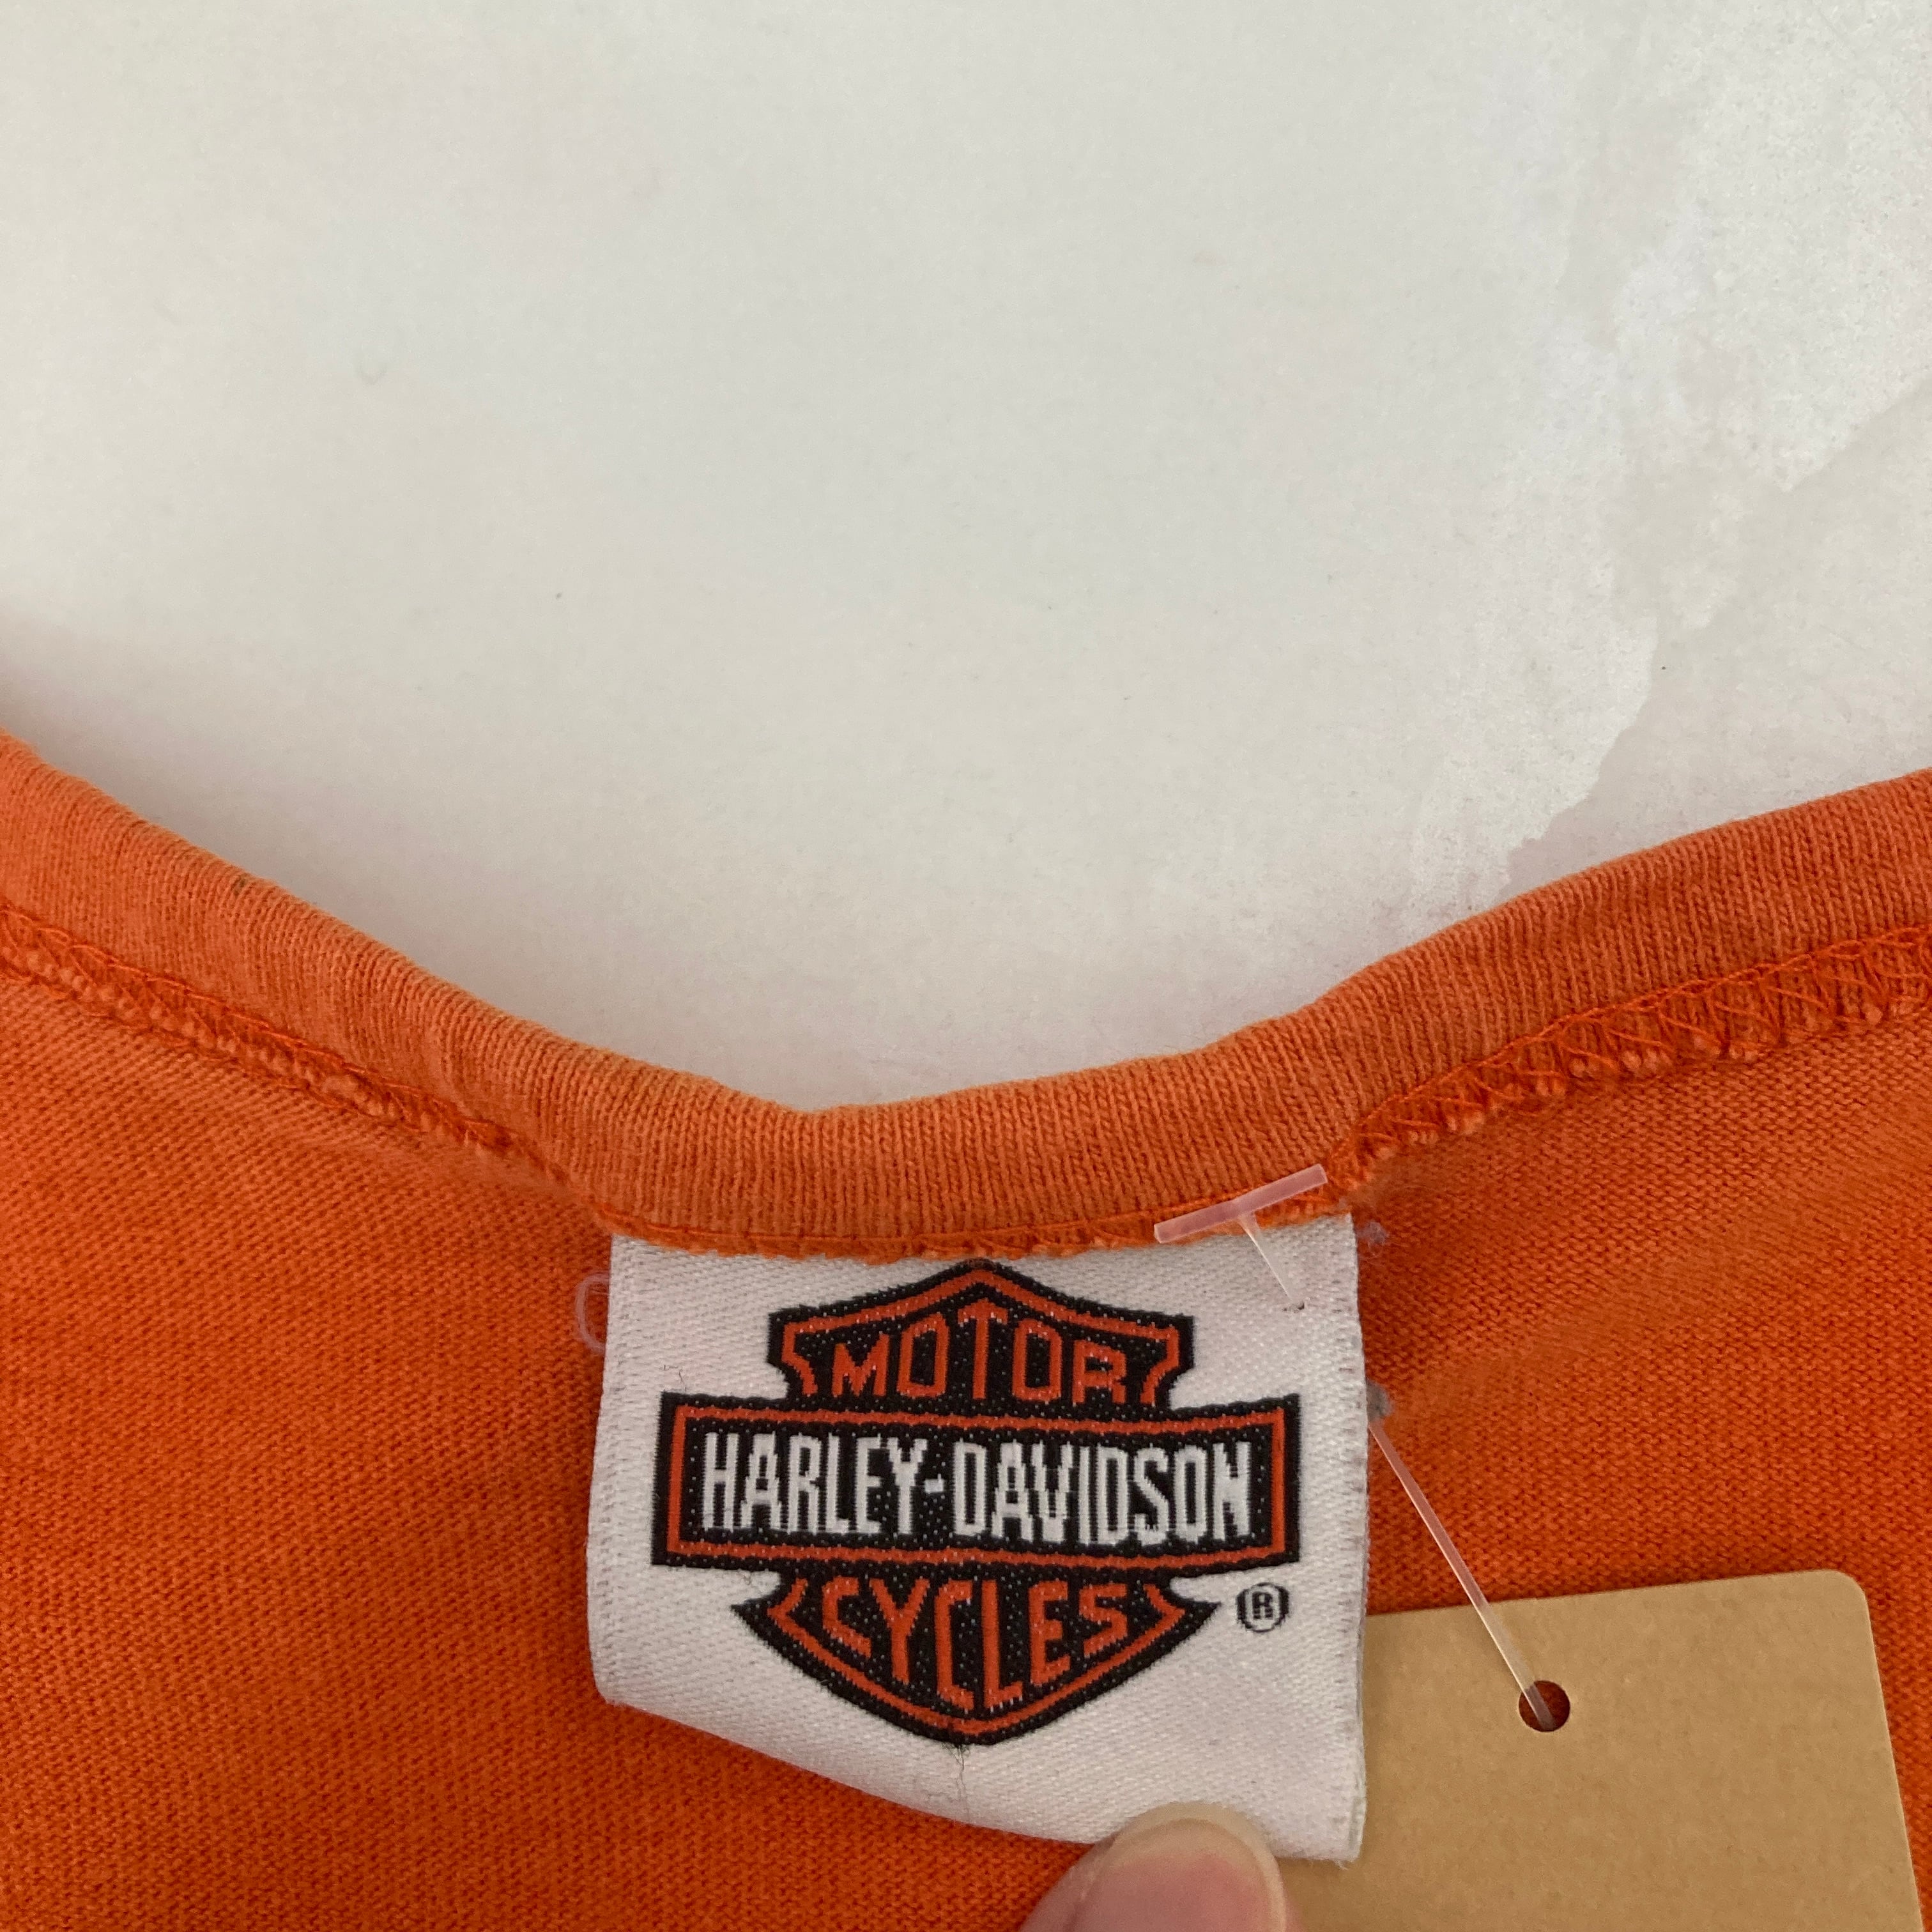 MOTOR
HARLEY-DAVIDSON
CYCLES
®